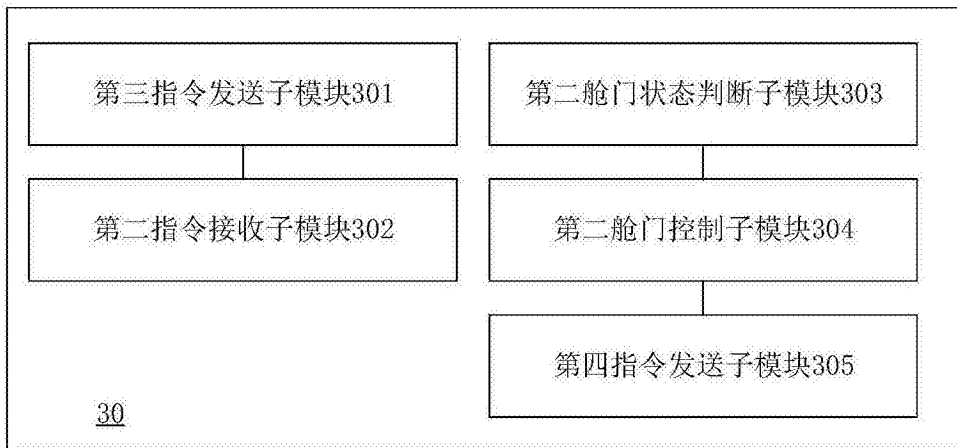 第三指令发送子模块301
第二指令接收子模块302
第二舱门状态判断子模块303
第二舱门控制子模块304
第四指令发送子模块305
30